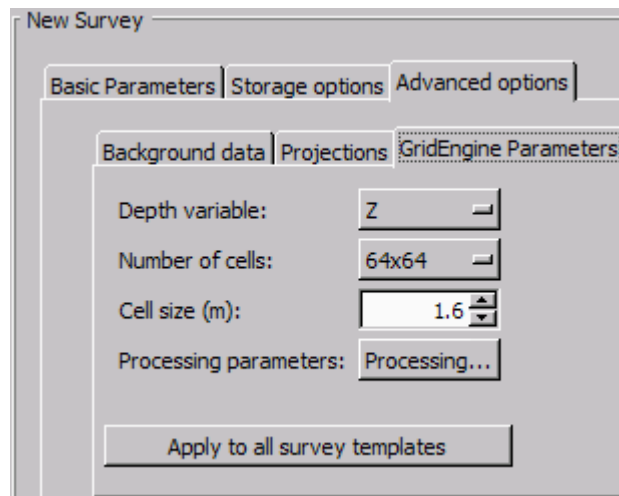 New Survey
Basic Parameters Storage options Advanced options
Background data Projections GridEngine Parameters
Depth variable: Z
Number of cells: 64x64
Cell size (m): 1.6
Processing parameters: Processing...
Apply to all survey templates